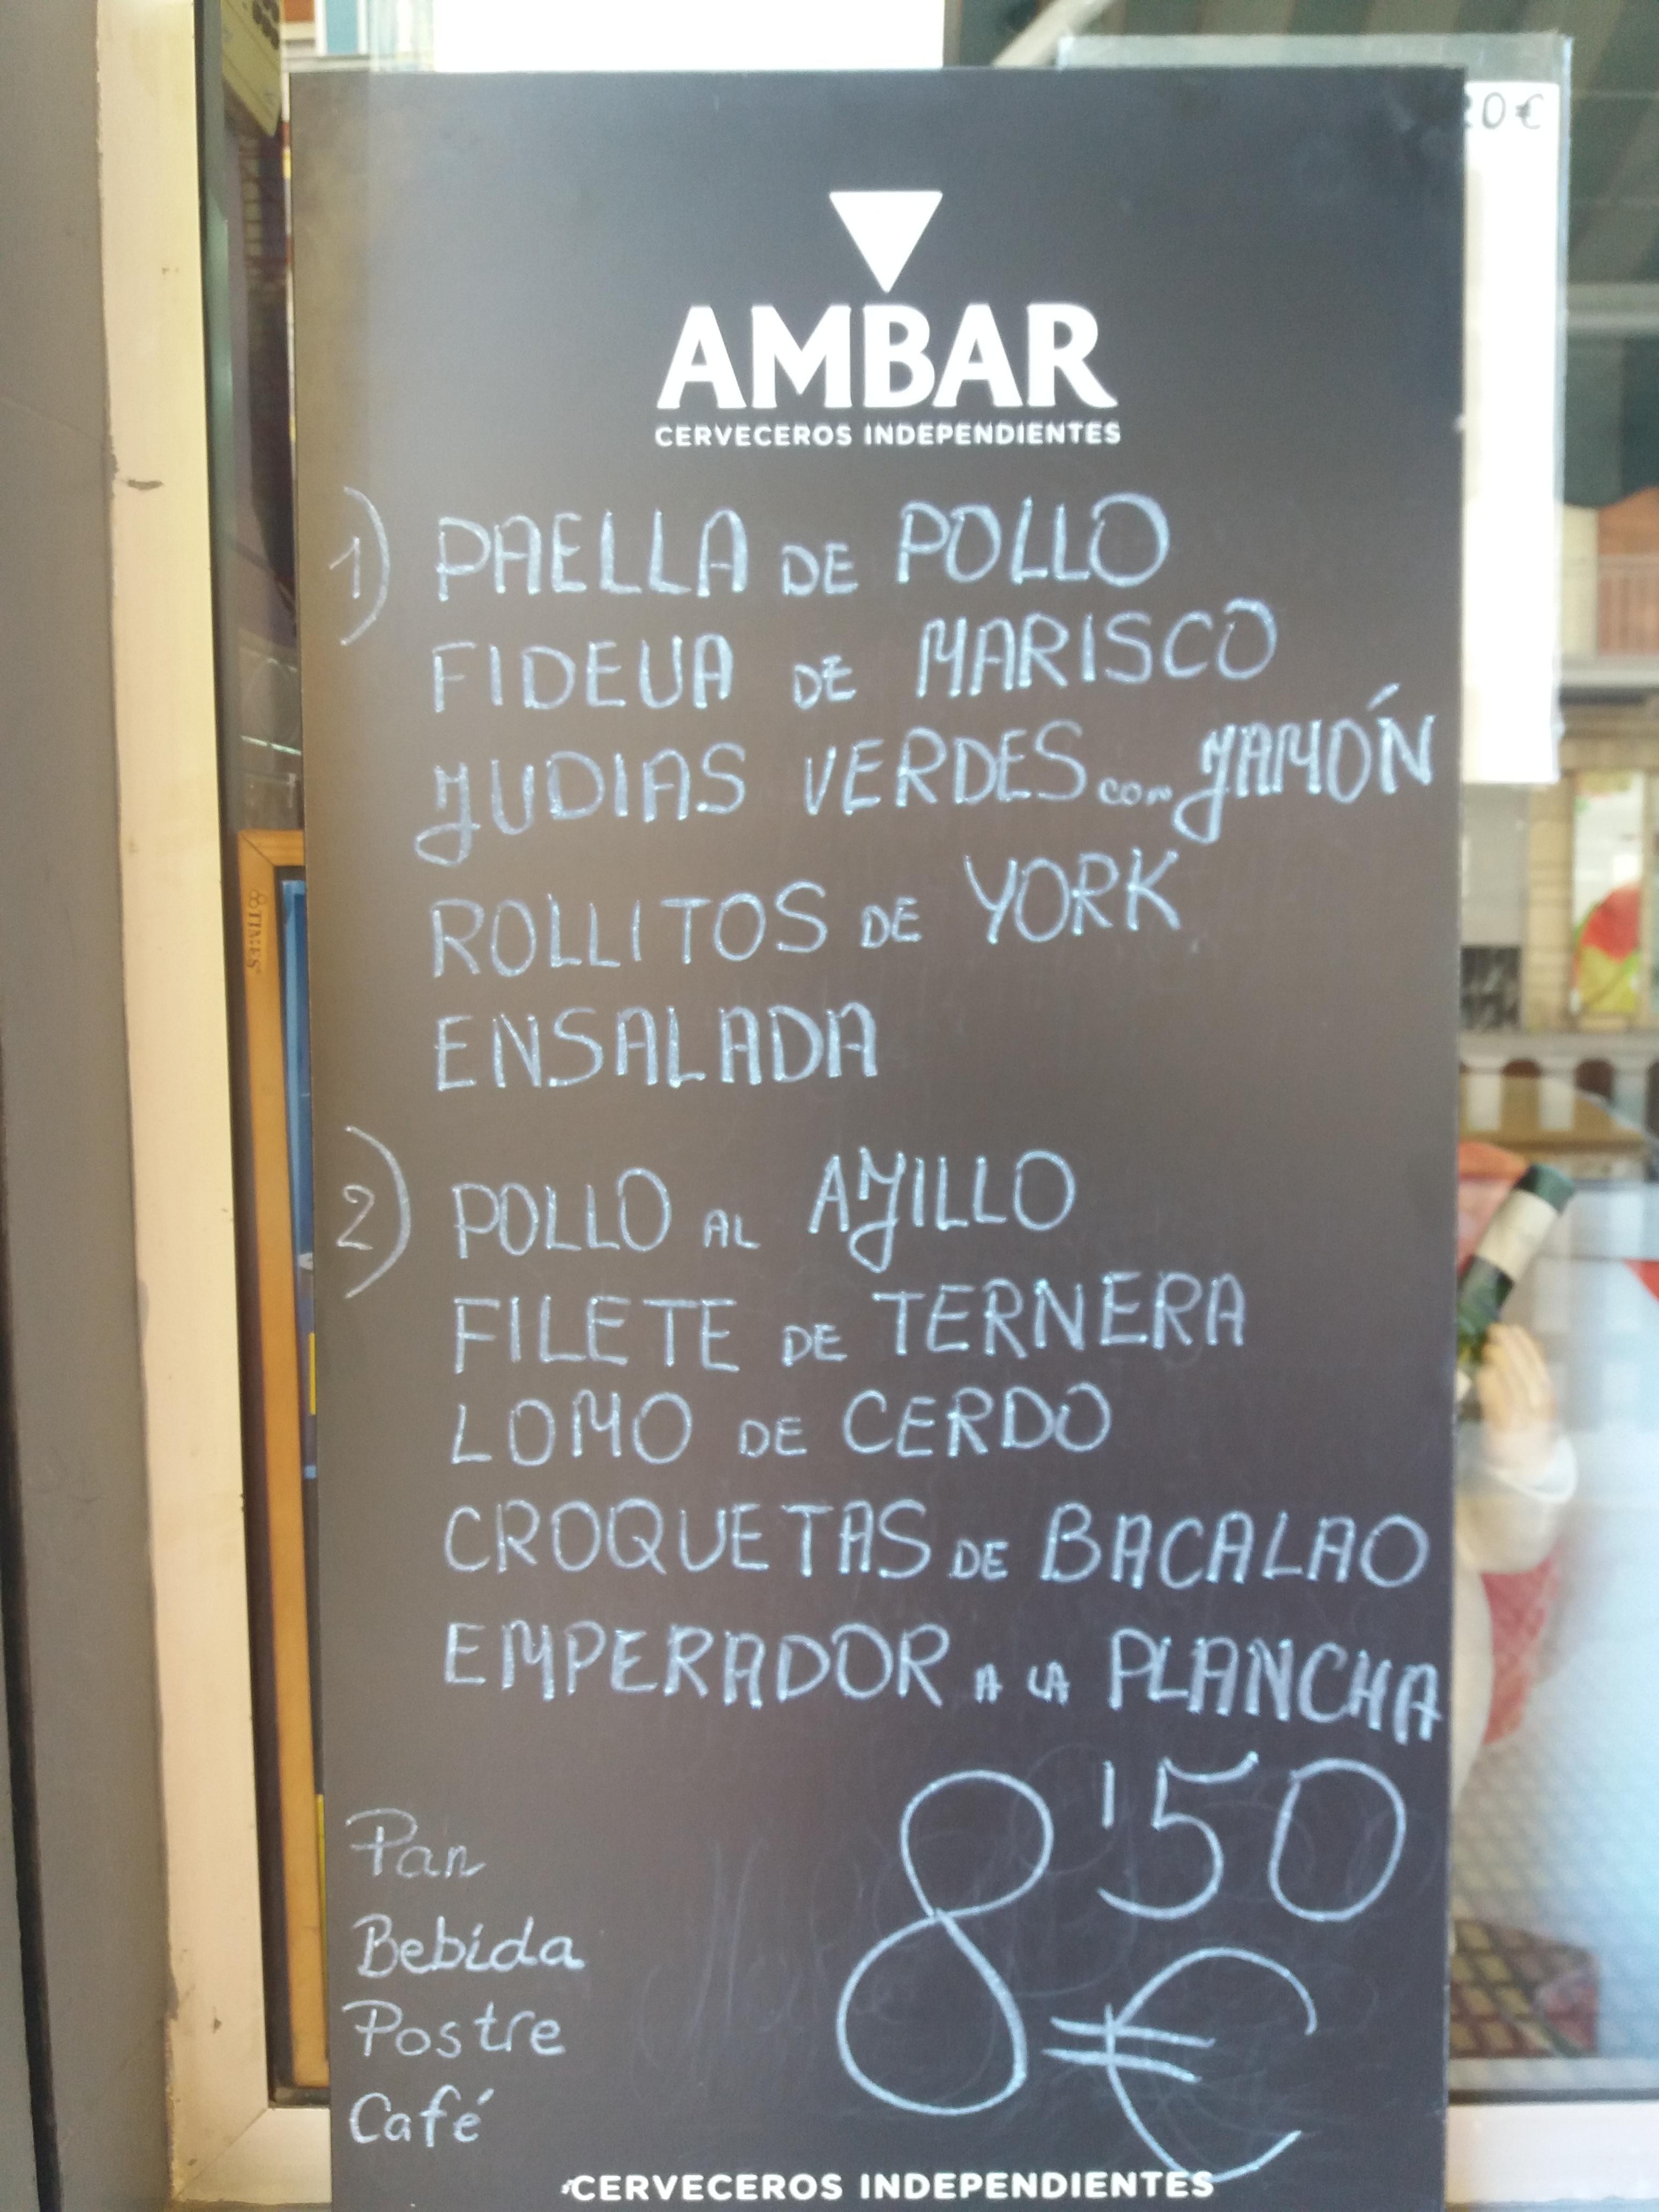 20€
AMBAR
CERVECEROS INDEPENDIENTES
1) PAELLA DE POLLO
FIDEUA DE MARISCO
JUDIAS VERDES con JAMÓN
ROLLITOS DE YORK
ENSALADA
2) POLLO AL AJILLO
FILETE DE TERNERA
LOMO DE CERDO
CROQUETAS DE BACALAO
EMPERADOR A LA PLANCHA
8'50
€
Pan
Bebida
Postre
Café
CERVECEROS INDEPENDIENTES